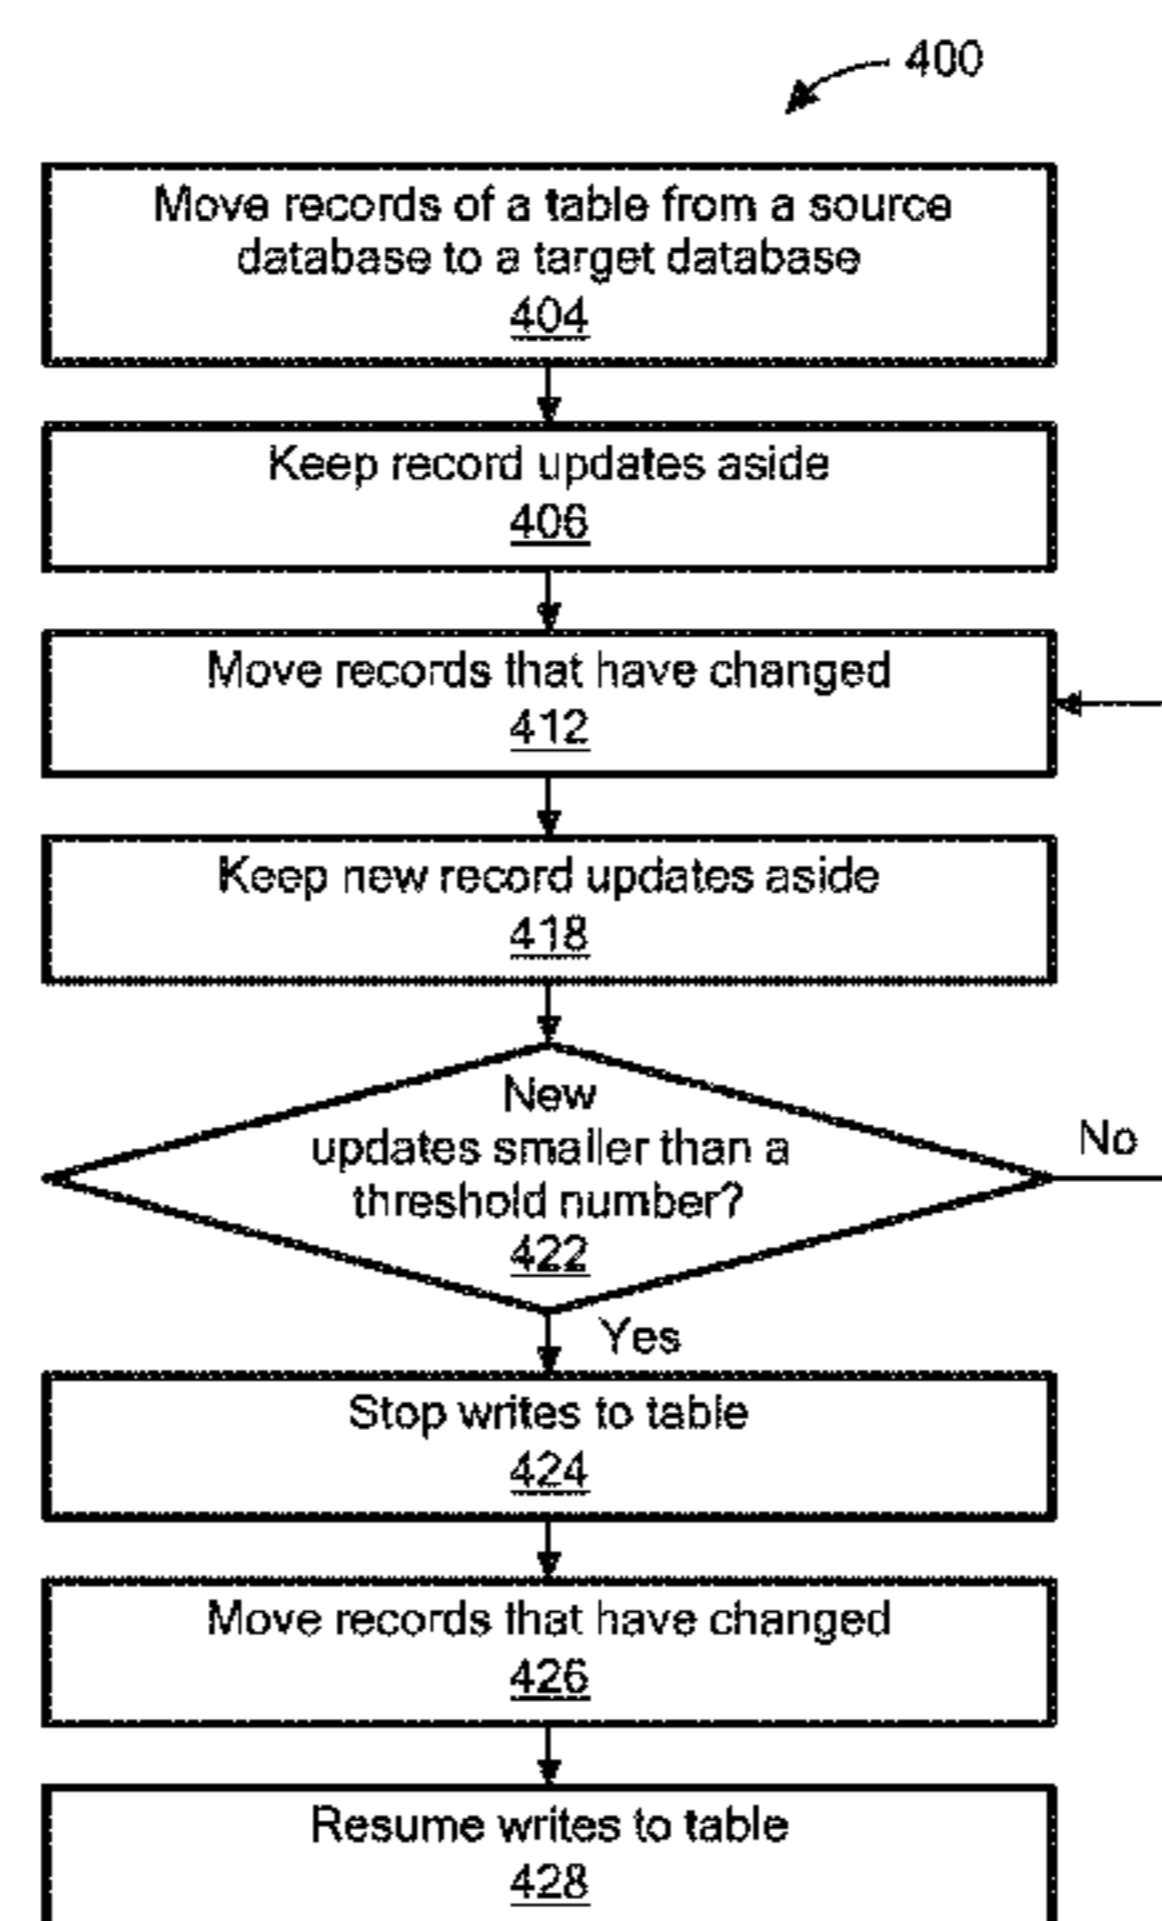 400
Move records of a table from a source
database to a target database
404
Keep record updates aside
406
Move records that have changed
412
Keep new record updates aside
418
New
updates smaller than a
threshold number?
422
No
Yes
Stop writes to table
424
Move records that have changed
426
Resume writes to table
428